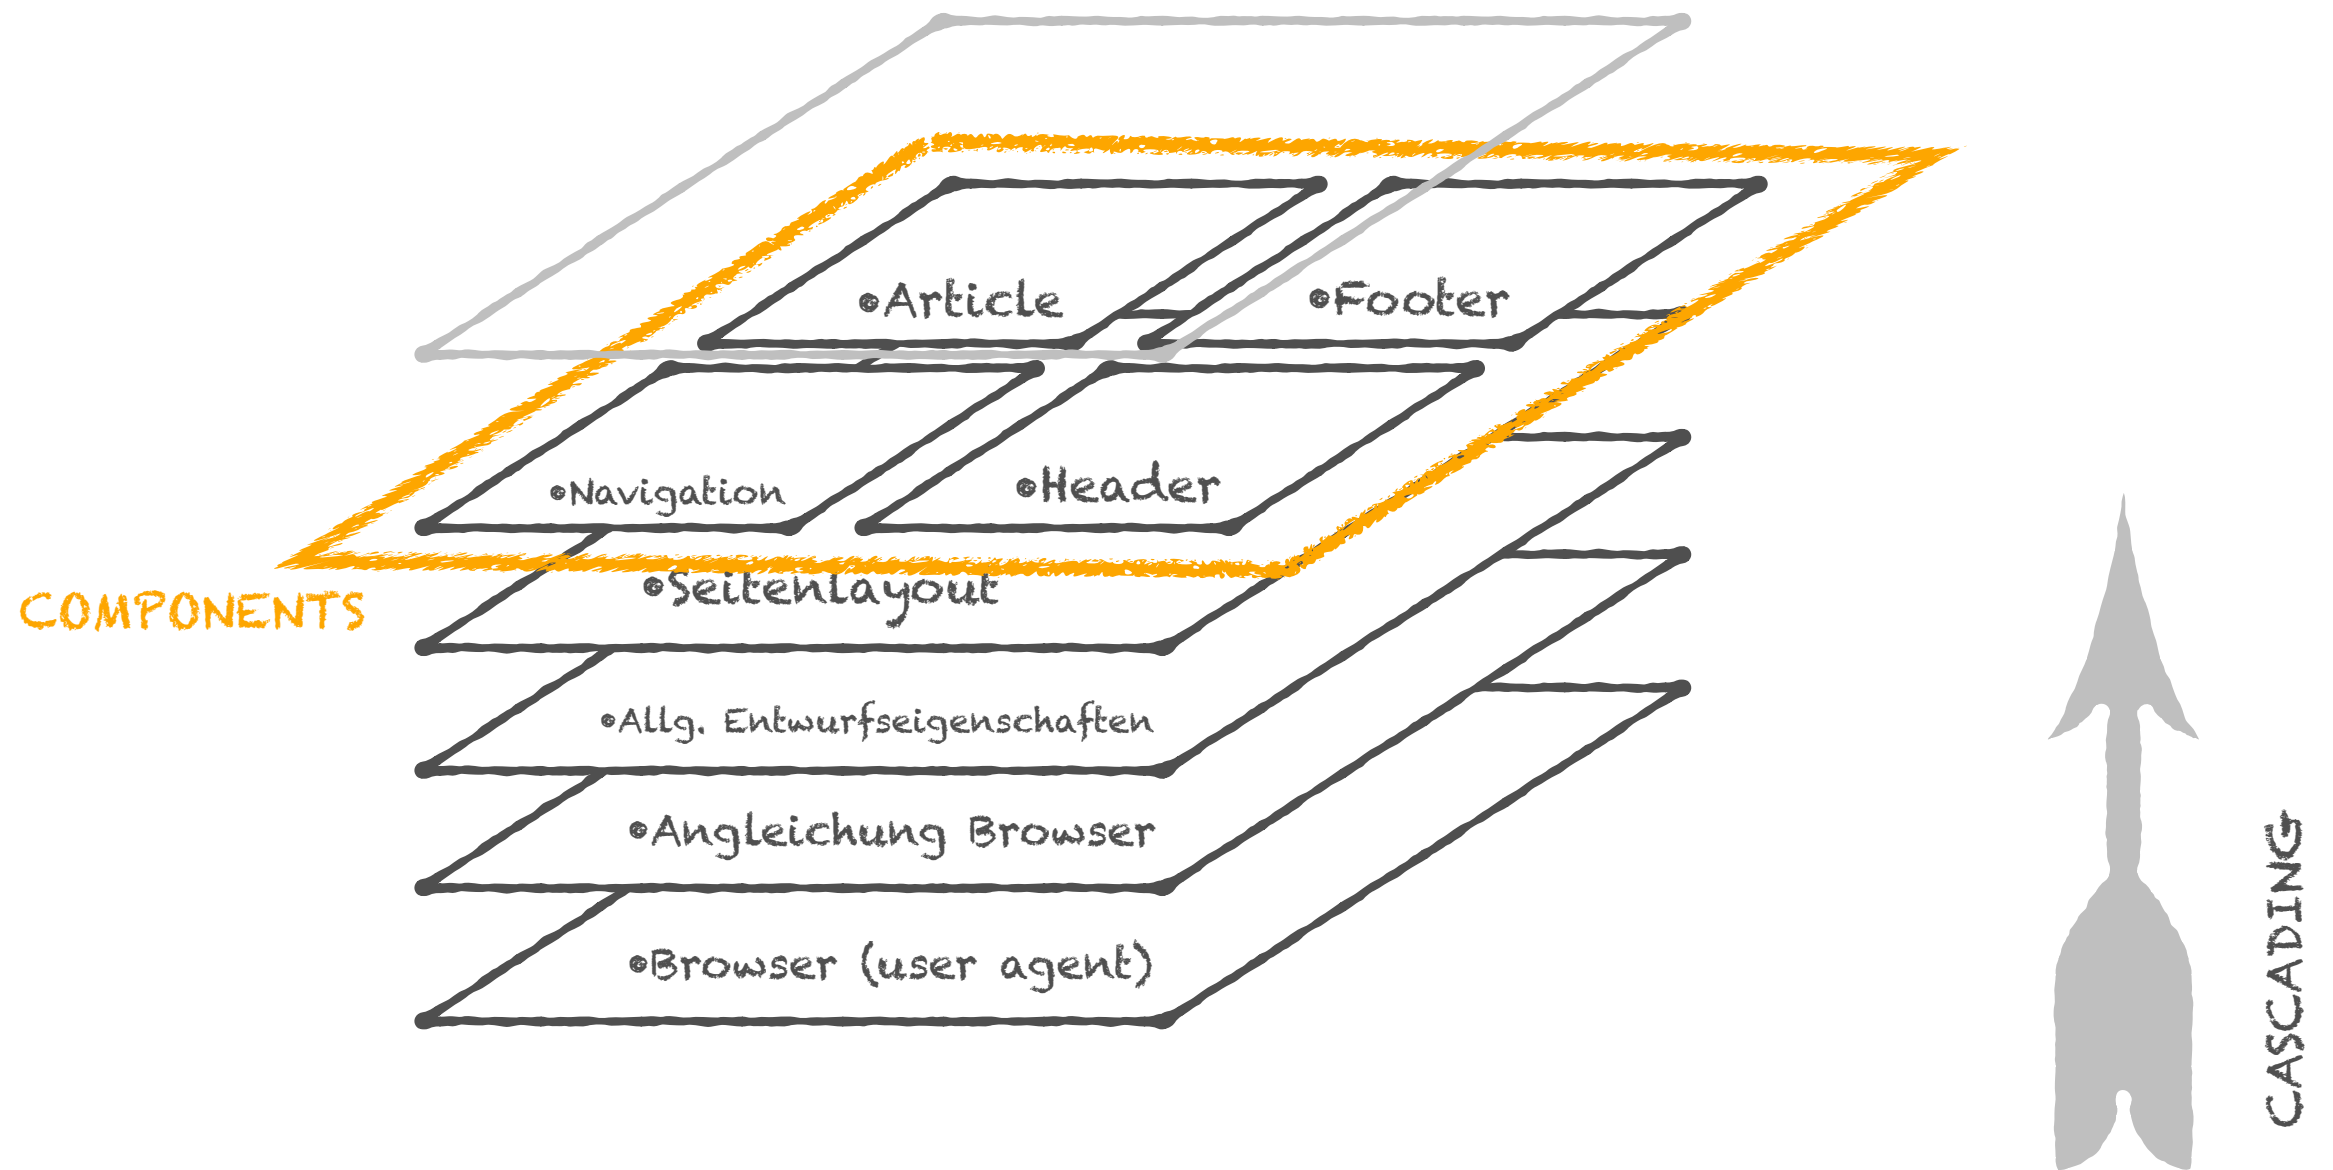 •Article
•Footer
•Navigation
•Header
COMPONENTS
•Seitenlayout
•Allg. Entwurfseigenschaften
•Angleichung Browser
•Browser (user agent)
CASCADING